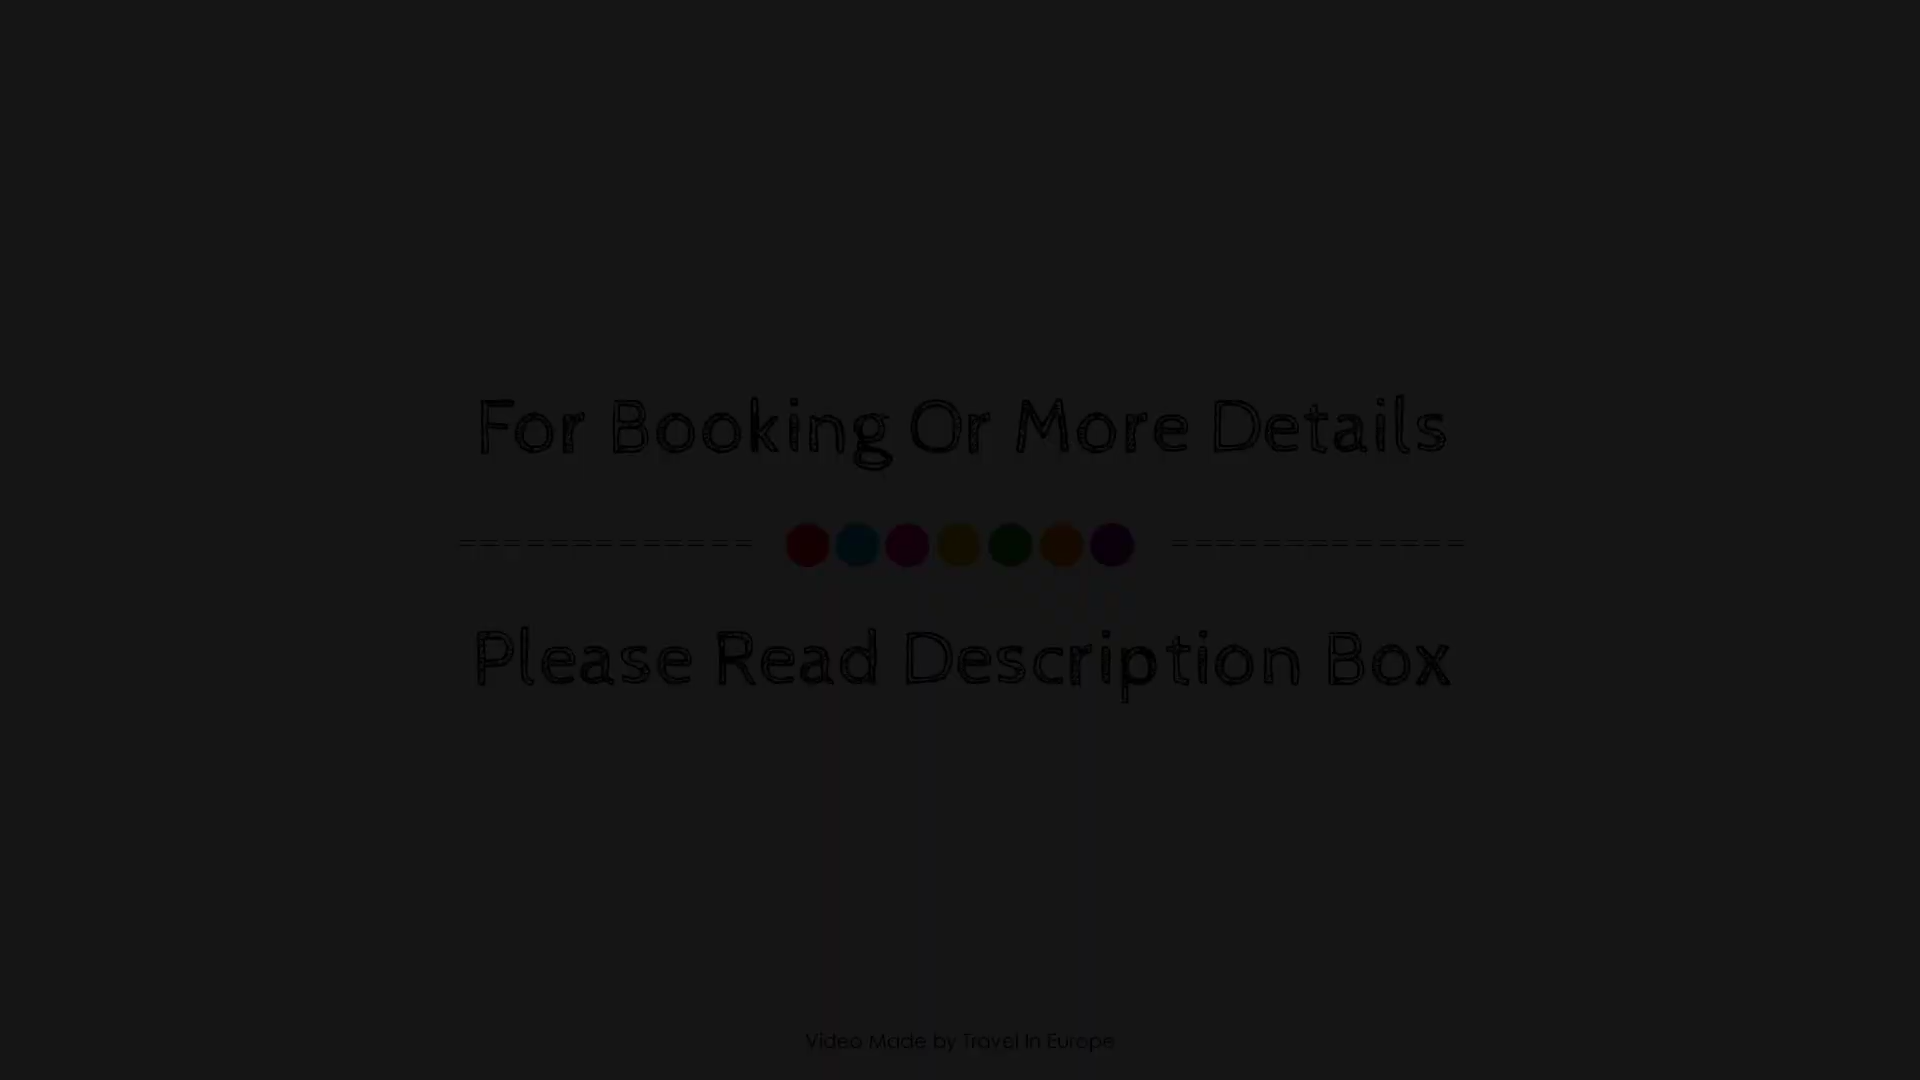 For Booking Or More Details
============= =============
Please Read Description Box
Video Made by Travel In Europe